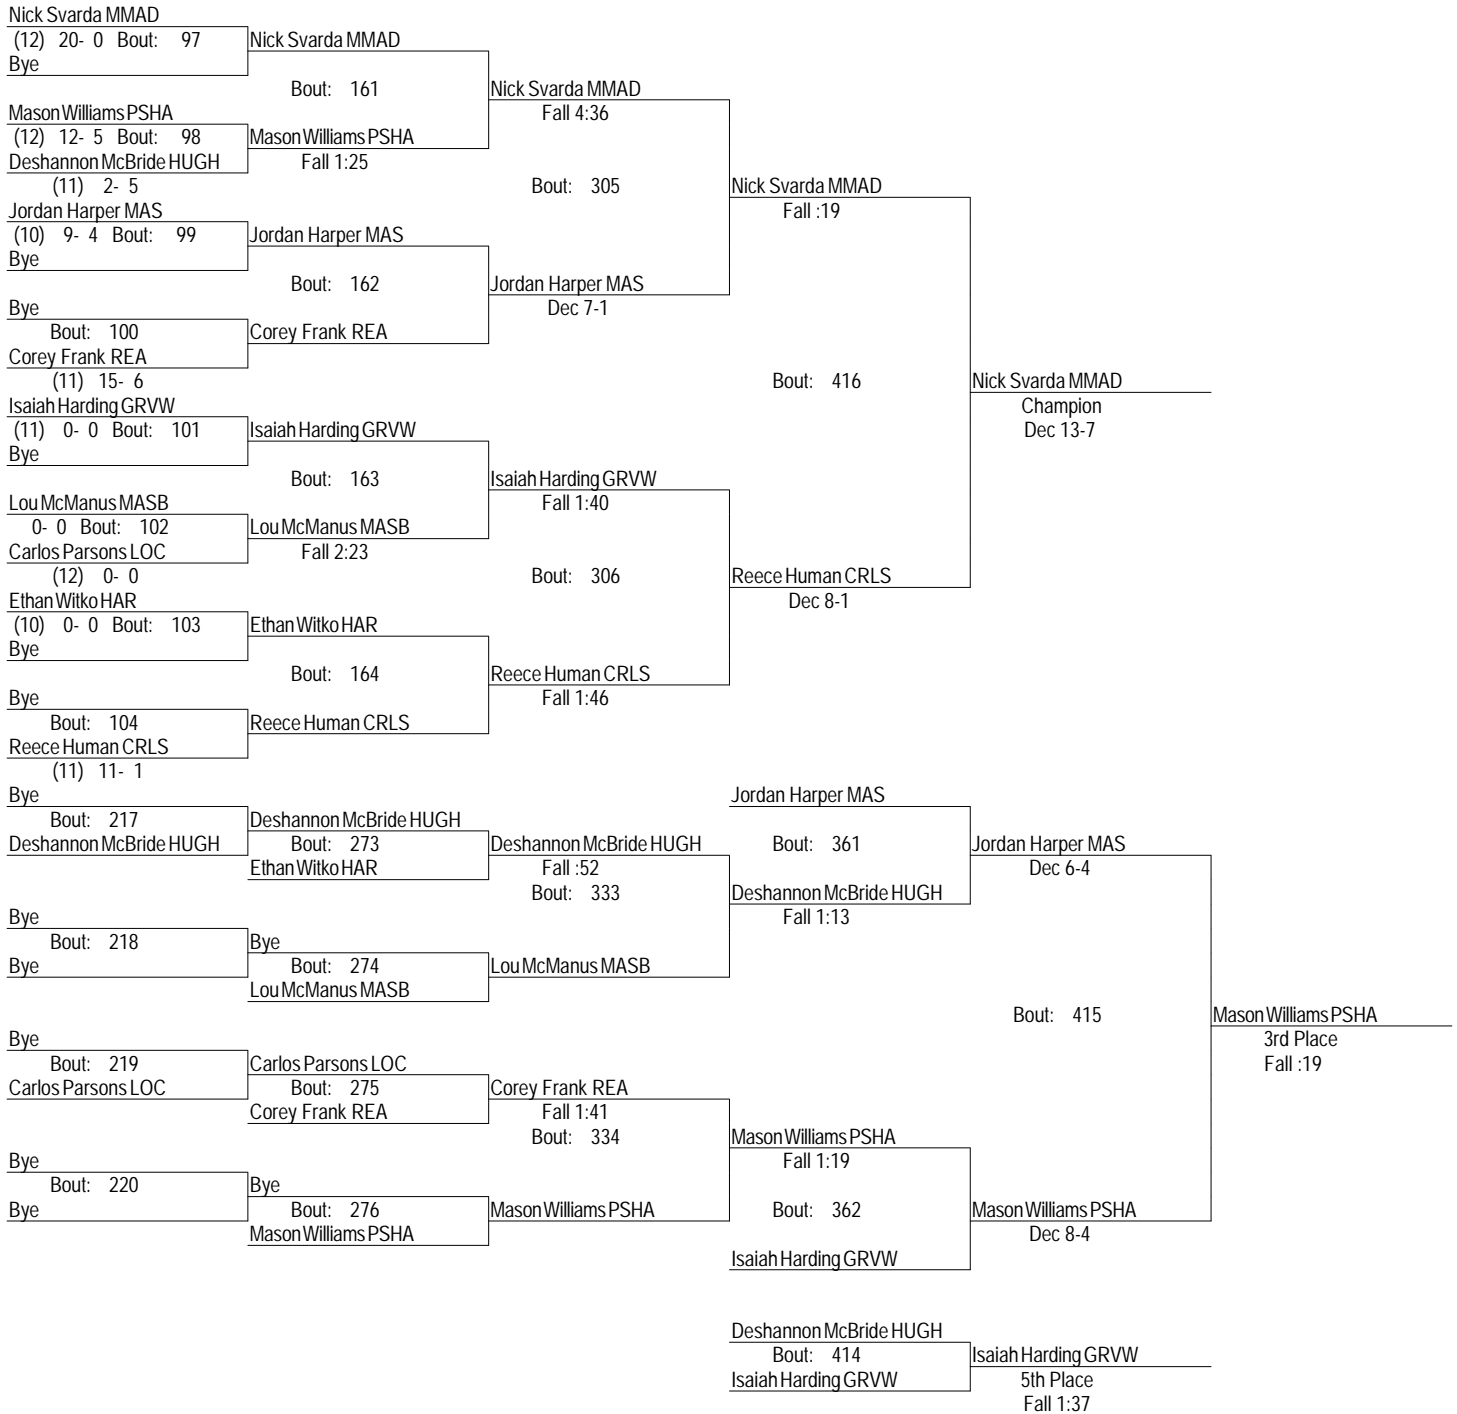 Nick Svarda MMAD
(12) 20- 0 Bout: 97
Nick Svarda MMAD
Bye
Bout: 161
Nick Svarda MMAD
Mason Williams PSHA
Fall 4:36
(12) 12- 5 Bout: 98
Mason Williams PSHA
Deshannon McBride HUGH
Fall 1:25
(11) 2- 5
Bout: 305
Nick Svarda MMAD
Jordan Harper MAS
Fall :19
(10) 9- 4 Bout: 99
Jordan Harper MAS
Bye
Bout: 162
Jordan Harper MAS
Bye
Dec 7-1
Bout: 100
Corey Frank REA
Corey Frank REA
(11) 15- 6
Bout: 416
Nick Svarda MMAD
Isaiah Harding GRVW
Champion
(11) 0- 0 Bout: 101
Isaiah Harding GRVW
Dec 13-7
Bye
Bout: 163
Isaiah Harding GRVW
Lou McManus MASB
Fall 1:40
0- 0 Bout: 102
Lou McManus MASB
Carlos Parsons LOC
Fall 2:23
(12) 0- 0
Bout: 306
Reece Human CRLS
Ethan Witko HAR
Dec 8-1
(10) 0- 0 Bout: 103
Ethan Witko HAR
Bye
Bout: 164
Reece Human CRLS
Bye
Fall 1:46
Bout: 104
Reece Human CRLS
Reece Human CRLS
(11) 11- 1
Bye
Jordan Harper MAS
Bout: 217
Deshannon McBride HUGH
Deshannon McBride HUGH
Bout: 273
Deshannon McBride HUGH
Bout: 361
Jordan Harper MAS
Ethan Witko HAR
Fall :52
Dec 6-4
Bout: 333
Deshannon McBride HUGH
Bye
Fall 1:13
Bout: 218
Bye
Bye
Bout: 274
Lou McManus MASB
Lou McManus MASB
Bout: 415
Mason Williams PSHA
Bye
3rd Place
Bout: 219
Carlos Parsons LOC
Fall :19
Carlos Parsons LOC
Bout: 275
Corey Frank REA
Corey Frank REA
Fall 1:41
Bout: 334
Mason Williams PSHA
Bye
Fall 1:19
Bout: 220
Bye
Bye
Bout: 276
Mason Williams PSHA
Bout: 362
Mason Williams PSHA
Mason Williams PSHA
Dec 8-4
Isaiah Harding GRVW
Deshannon McBride HUGH
Bout: 414
Isaiah Harding GRVW
Isaiah Harding GRVW
5th Place
Fall 1:37